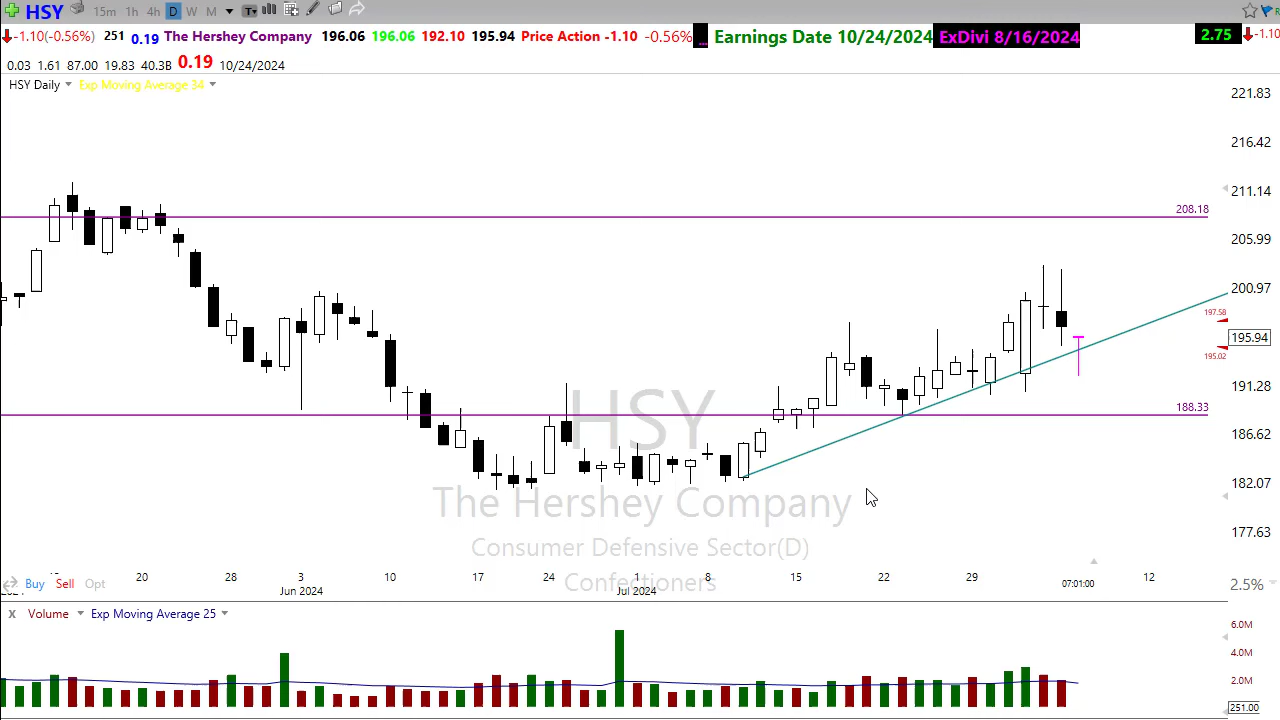 HSY 15m 1h 4h D W M T
-1.10(-0.56%) 251 0.19 The Hershey Company 196.06 196.06 192.10 195.94 Price Action -1.10 -0.56% ... Earnings Date 10/24/2024 ExDivi 8/16/2024 2.75 -1.10
0.03 1.61 87.00 19.83 40.3B 0.19 10/24/2024
HSY Daily Exp Moving Average 34
221.83
216.42
211.14
208.18
205.99
200.97
197.58
195.94
195.02
191.28
188.33
186.62
182.07
177.63
HSY
The Hershey Company
Consumer Defensive Sector(D)
Confectioners
20 28 3 10 17 24 1 8 15 22 29 07:01:00 12
Jun 2024 Jul 2024
Buy Sell Opt 2.5%
X Volume Exp Moving Average 25
6.0M
4.0M
2.0M
251.00